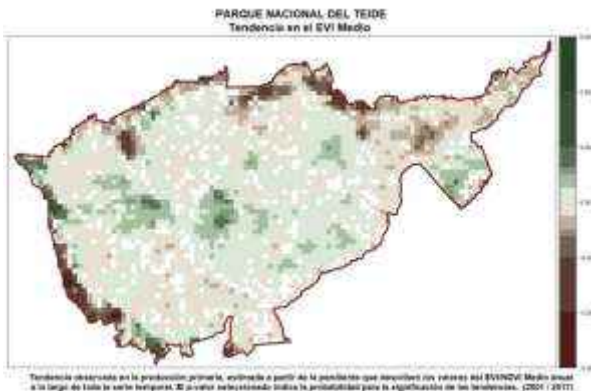 PARQUE NACIONAL DEL TEIDE
Tendencia en el EVI Medio
Tendencia observada en la producción primaria, estimada a partir de la pendiente que describen los valores del EVI/NDVI Medio anual
a lo largo de toda la serie temporal. El p-valor seleccionado indica la probabilidad para la significación de las tendencias. (2001 / 2017)